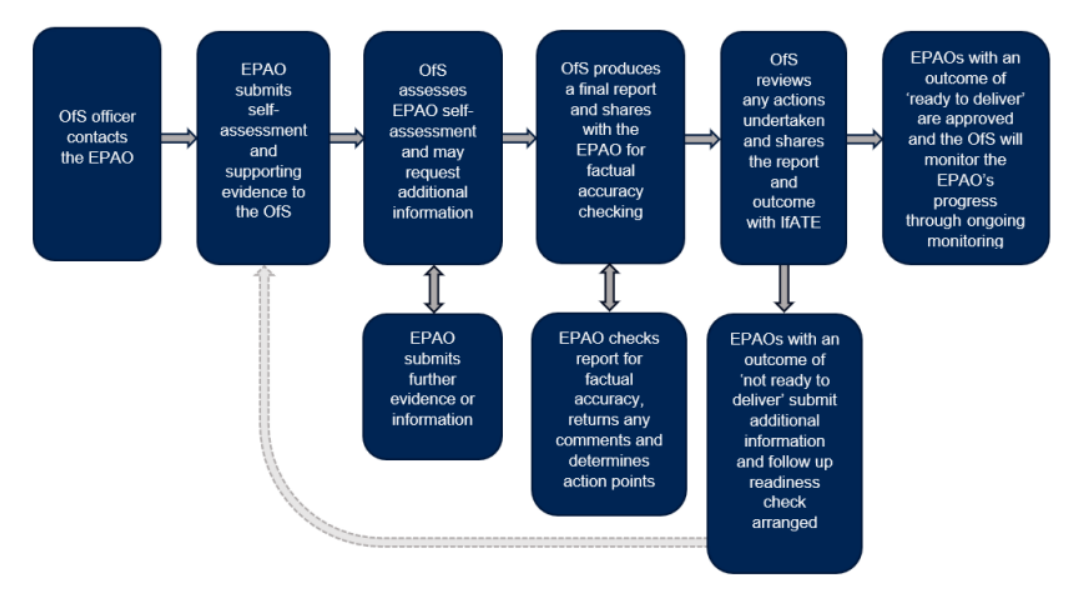 OfS officer
contacts
the EPAO
EPAO
submits
self-
assessment
and
supporting
evidence to
the OfS
OfS
assesses
EPAO self-
assessment
and may
request
additional
information
OfS produces
a final report
and shares
with the
EPAO for
factual
accuracy
checking
OfS
reviews
any actions
undertaken
and shares
the report
and
outcome
with IfATE
EPAOs with an
outcome of
‘ready to deliver’
are approved
and the OfS will
monitor the
EPAO’s
progress
through ongoing
monitoring
EPAO
submits
further
evidence or
information
EPAO checks
report for
factual
accuracy,
returns any
comments and
determines
action points
EPAOs with an
outcome of
‘not ready to
deliver’ submit
additional
information
and follow up
readiness
check
arranged